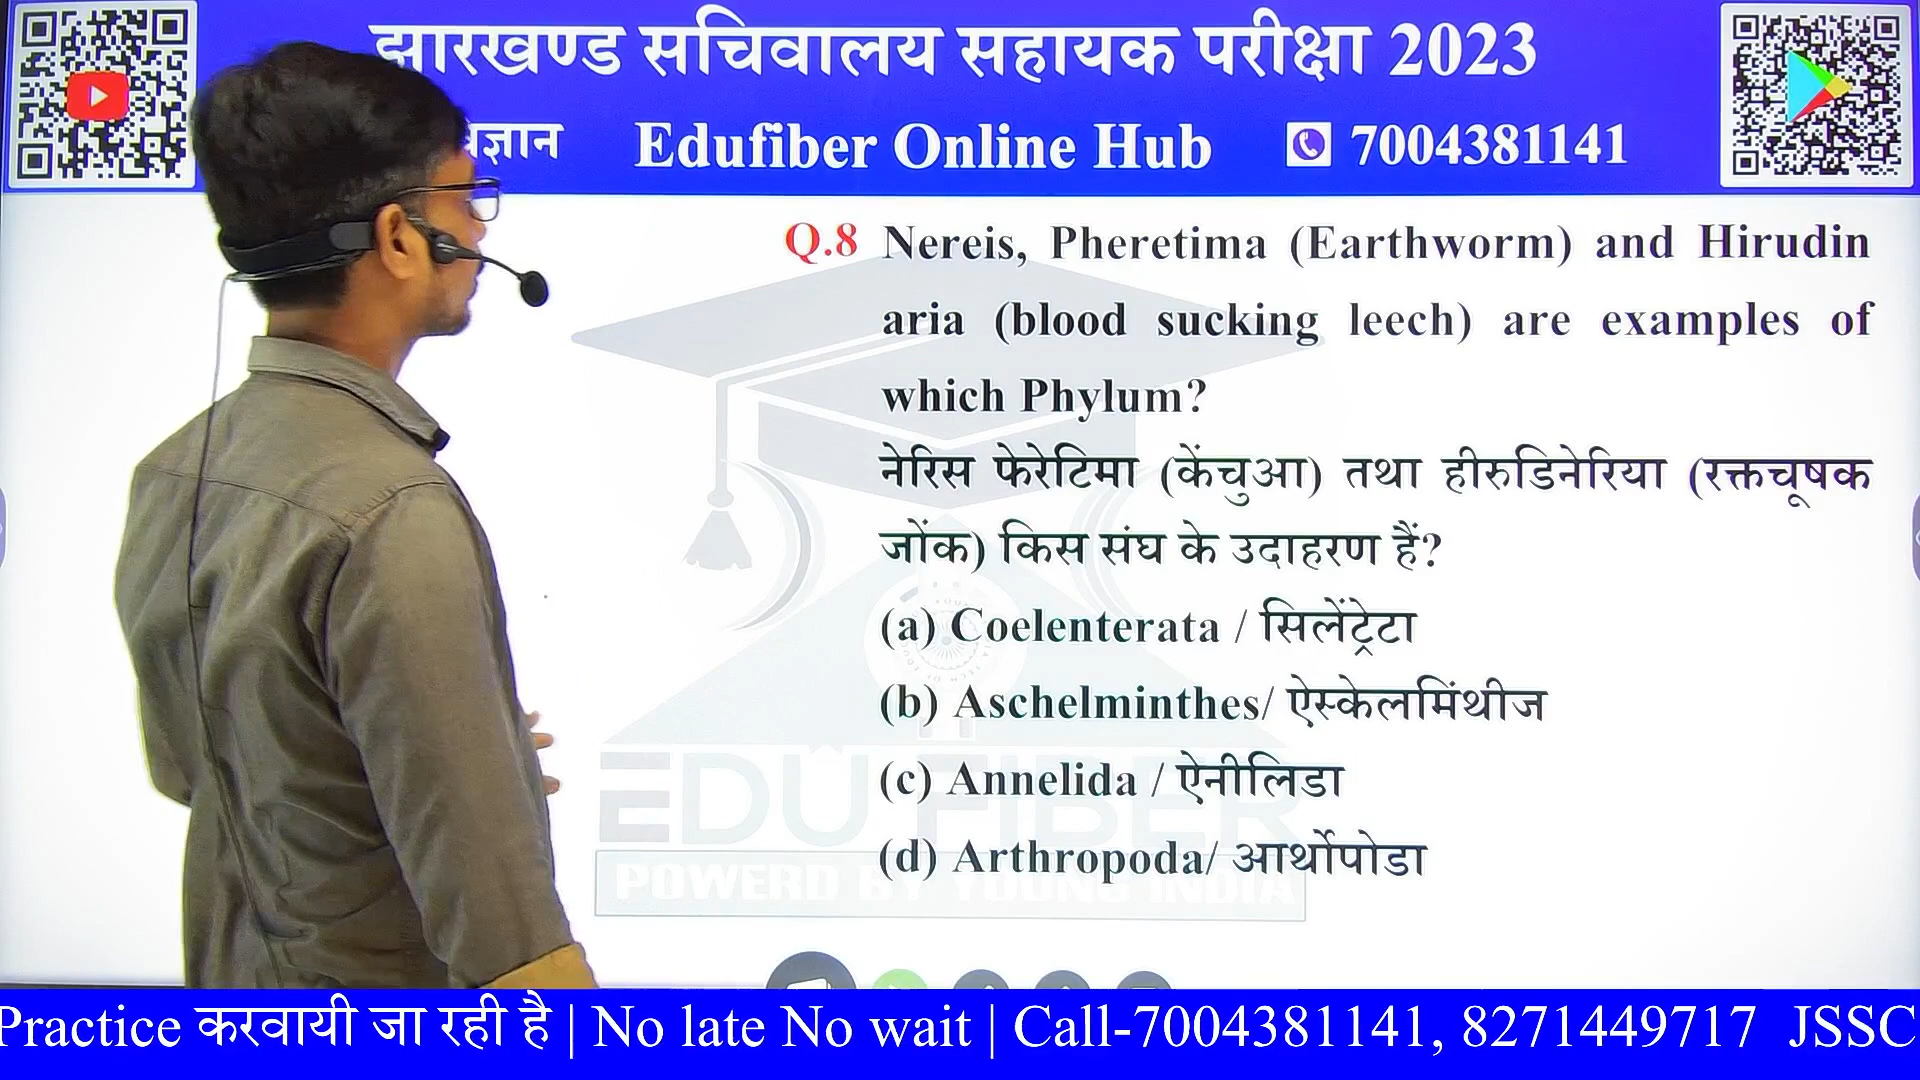 झारखण्ड सचिवालय सहायक परीक्षा 2023
Edufiber Online Hub 7004381141
Q.8 Nereis, Pheretima (Earthworm) and Hirudin
aria (blood sucking leech) are examples of
which Phylum?
नेरिस फेरेटिमा (केंचुआ) तथा हीरुडिनेरिया (रक्तचूषक
जोंक) किस संघ के उदाहरण हैं?
(a) Coelenterata / सिलेंट्रेटा
(b) Aschelminthes/ ऐस्केलमिंथीज
(c) Annelida / ऐनीलिडा
(d) Arthropoda/ आर्थोपोडा
EDU FIBER
POWERD BY YOUNG INDIA
Practice करवायी जा रही है | No late No wait | Call-7004381141, 8271449717 JSSC